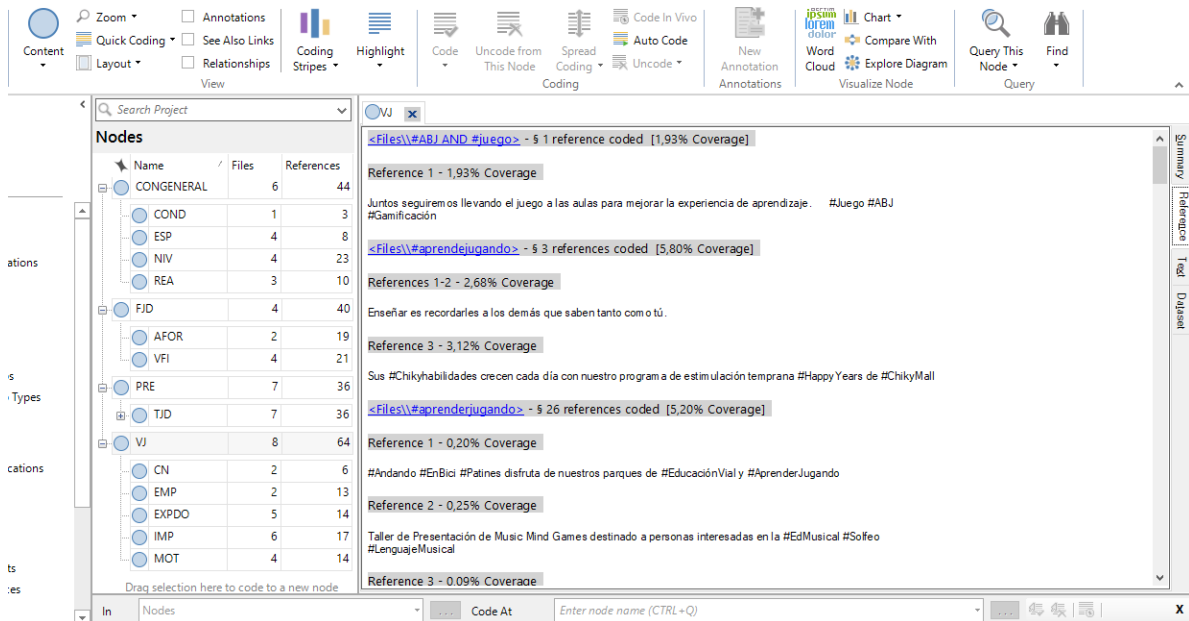 Zoom
Annotations
Content
Quick Coding
See Also Links
Layout
Relationships
View
Coding
Stripes
Highlight
Code
Uncode from
This Node
Spread
Coding
Code In Vivo
Auto Code
Uncode
Coding
New
Annotation
Annotations
ipsum
lorem
dolor
Word
Cloud
Chart
Compare With
Explore Diagram
Visualize Node
Query This
Node
Find
Query
ations
s
Types
cations
ts
ces
Search Project
Nodes
Name Files References
CONGENERAL 6 44
COND 1 3
ESP 4 8
NIV 4 23
REA 3 10
FJD 4 40
AFOR 2 19
VFI 4 21
PRE 7 36
TJD 7 36
VJ 8 64
CN 2 6
EMP 2 13
EXPDO 5 14
IMP 6 17
MOT 4 14
Drag selection here to code to a new node
VJ x
<Files\\#ABJ AND #juego> - § 1 reference coded [1,93% Coverage]
Reference 1 - 1,93% Coverage
Juntos seguiremos llevando el juego a las aulas para mejorar la experiencia de aprendizaje. #Juego #ABJ
#Gamificación
<Files\\#aprendejugando> - § 3 references coded [5,80% Coverage]
References 1-2 - 2,68% Coverage
Enseñar es recordarles a los demás que saben tanto como tú.
Reference 3 - 3,12% Coverage
Sus #Chikyhabilidades crecen cada día con nuestro programa de estimulación temprana #HappyYears de #ChikyMall
<Files\\#aprenderjugando> - § 26 references coded [5,20% Coverage]
Reference 1 - 0,20% Coverage
#Andando #EnBici #Patines disfruta de nuestros parques de #EducaciónVial y #AprenderJugando
Reference 2 - 0,25% Coverage
Taller de Presentación de Music Mind Games destinado a personas interesadas en la #EdMusical #Solfeo
#LenguajeMusical
Reference 3 - 0,09% Coverage
Summary
Reference
Text
Dataset
In Nodes ... Code At Enter node name (CTRL+Q) ... x